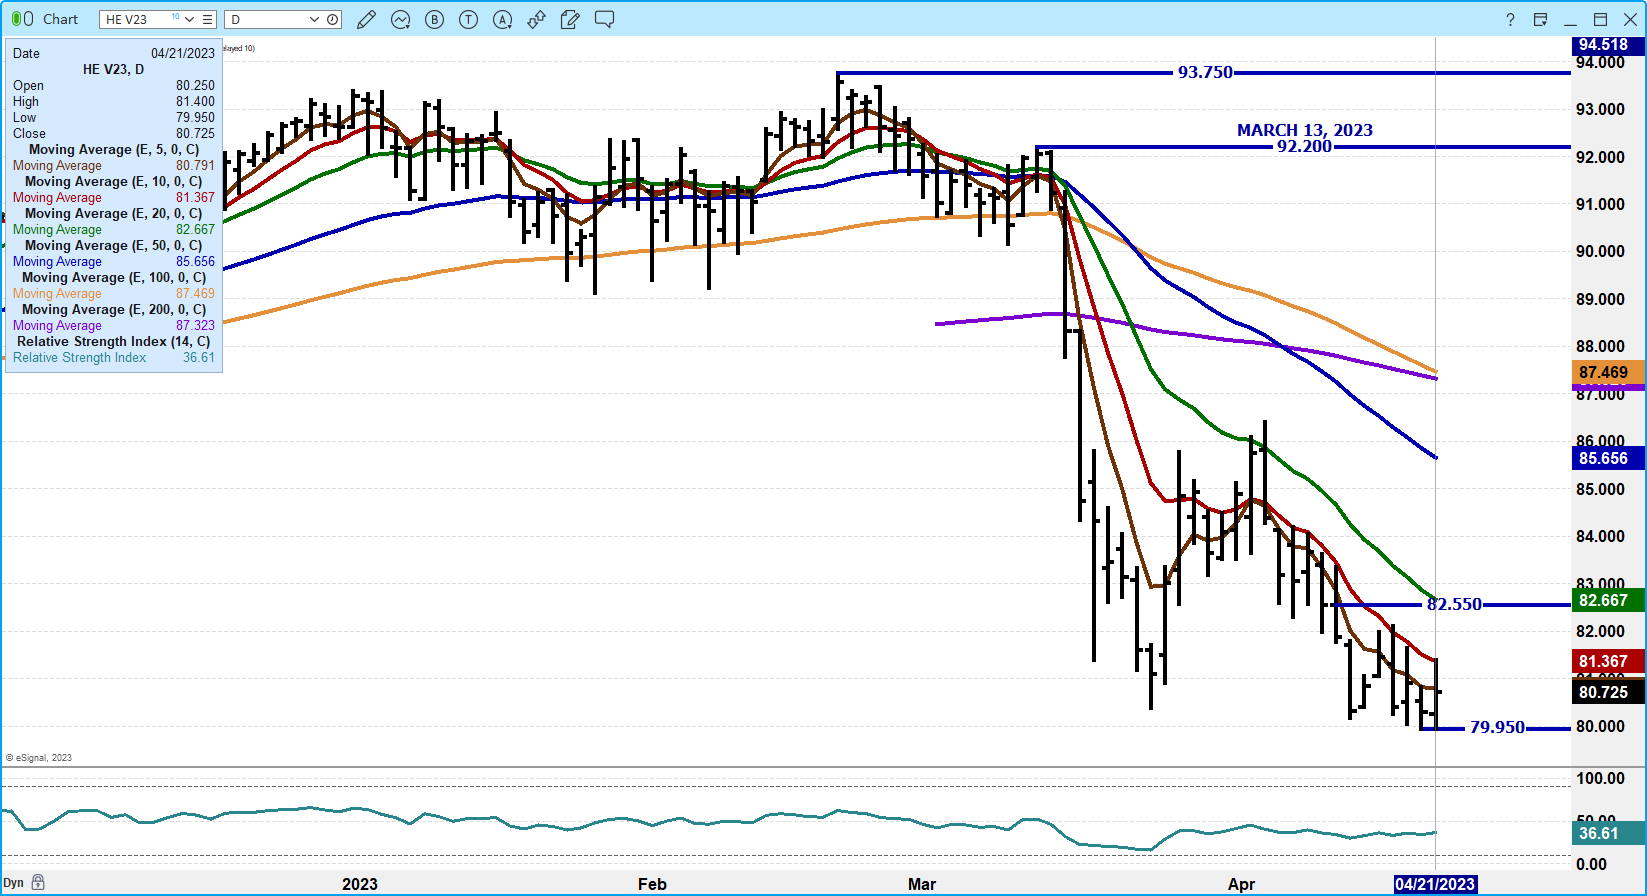 Chart
HE V23
10
D
B
T
A
?
elayed 10)
Date 04/21/2023
HE V23, D
Open 80.250
High 81.400
Low 79.950
Close 80.725
Moving Average (E, 5, 0, C)
Moving Average 80.791
Moving Average (E, 10, 0, C)
Moving Average 81.367
Moving Average (E, 20, 0, C)
Moving Average 82.667
Moving Average (E, 50, 0, C)
Moving Average 85.656
Moving Average (E, 100, 0, C)
Moving Average 87.469
Moving Average (E, 200, 0, C)
Moving Average 87.323
Relative Strength Index (14, C)
Relative Strength Index 36.61
93.750
MARCH 13, 2023
92.200
82.550
79.950
94.518
94.000
93.000
92.000
91.000
90.000
89.000
88.000
87.469
87.000
86.000
85.656
85.000
84.000
83.000
82.667
82.000
81.367
81.000
80.725
80.000
© eSignal, 2023
100.00
50.00
36.61
0.00
Dyn
2023 Feb Mar Apr 04/21/2023